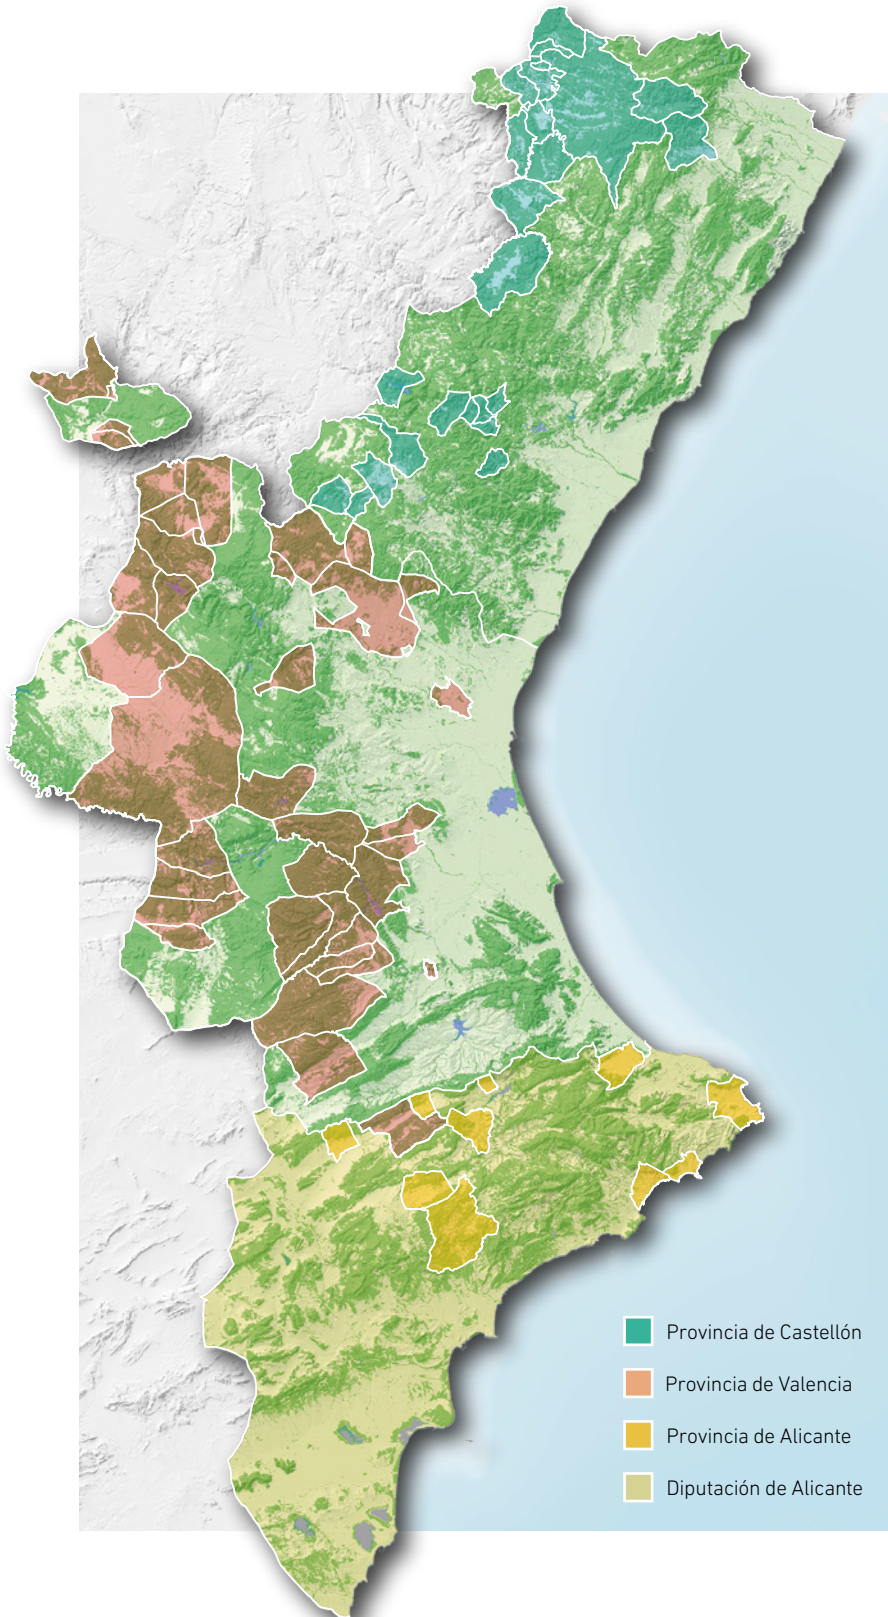 Provincia de Castellón
Provincia de Valencia
Provincia de Alicante
Diputación de Alicante